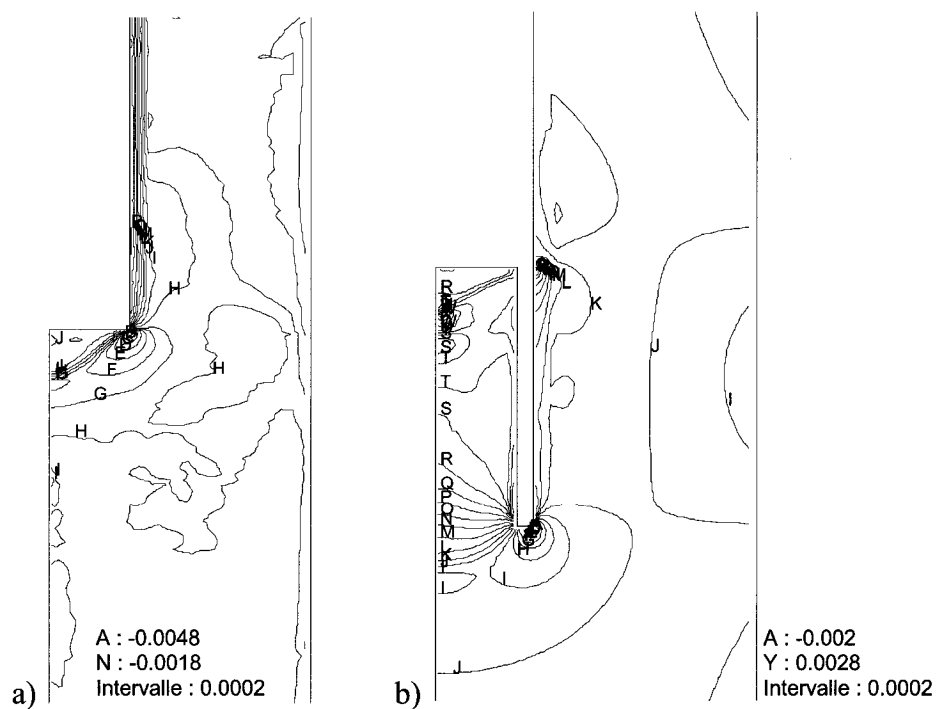 J
I
H
F
F
G
H
H
I
A : -0.0048
N : -0.0018
Intervalle : 0.0002
a)
R
S
T
T
S
R
Q
P
O
N
M
K
J
I
I
L
K
J
I
H
I
J
A : -0.002
Y : 0.0028
Intervalle : 0.0002
b)